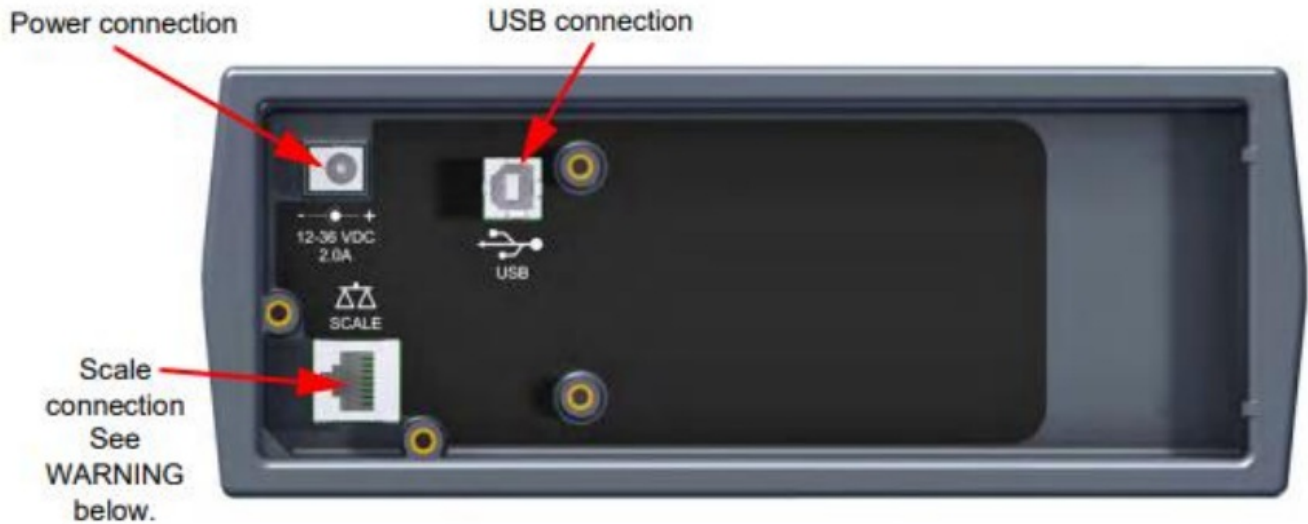 Power connection
USB connection
12-36 VDC
2.0A
USB
SCALE
Scale
connection
See
WARNING
below.